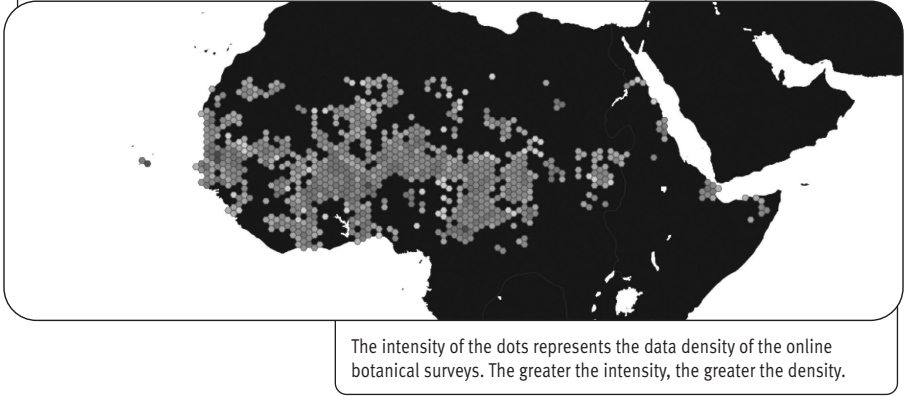 The intensity of the dots represents the data density of the online
botanical surveys. The greater the intensity, the greater the density.